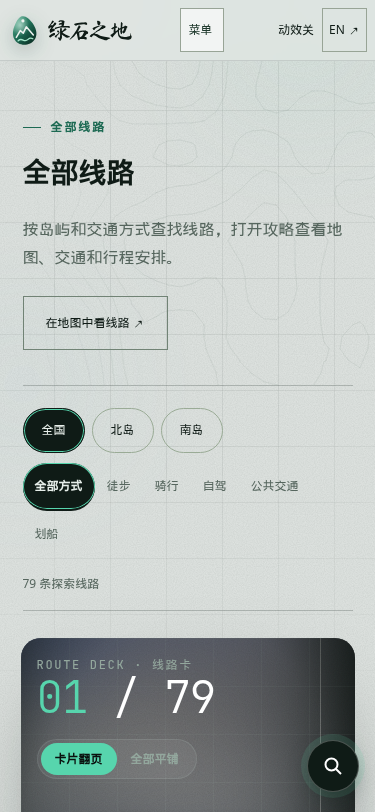 绿石之地
菜单
动效关
EN ↗
全部线路
全部线路
按岛屿和交通方式查找线路，打开攻略查看地
图、交通和行程安排。
在地图中看线路 ↗
全国
北岛
南岛
全部方式
徒步
骑行
自驾
公共交通
划船
79 条探索线路
ROUTE DECK · 线路卡
01 / 79
卡片翻页
全部平铺